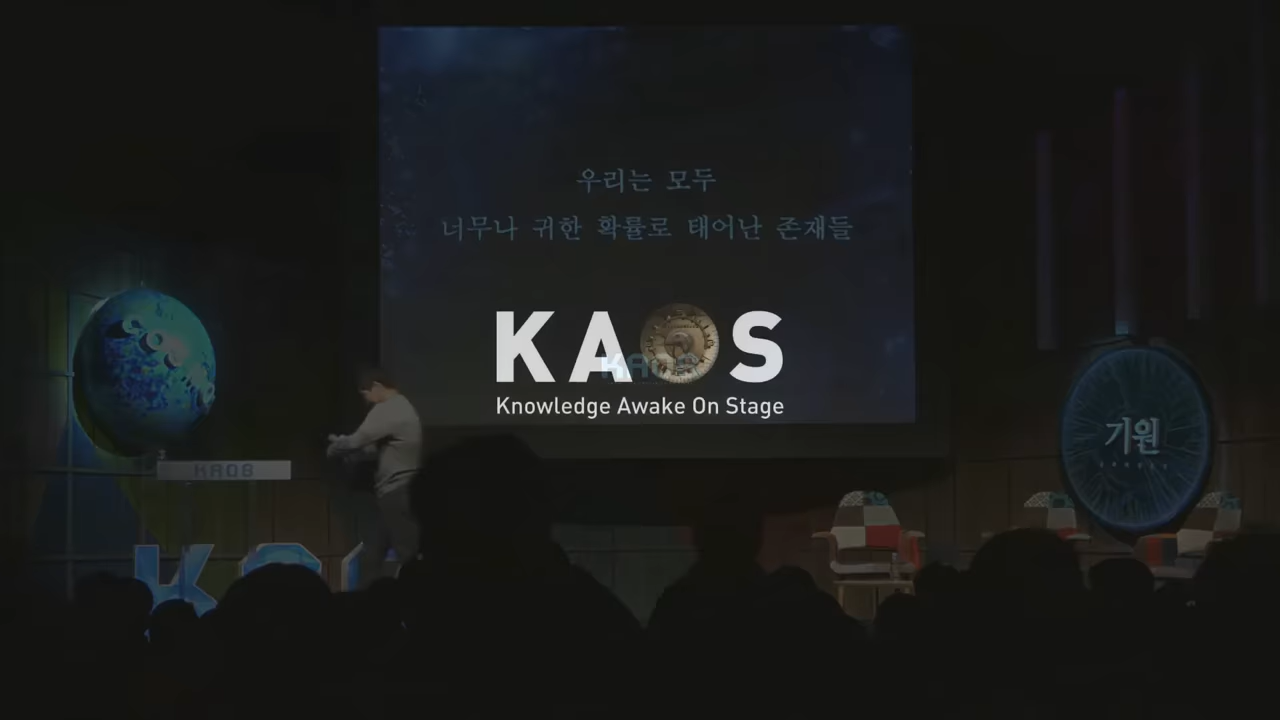 우리는 모두
너무나 귀한 확률로 태어난 존재들
KAOS
Knowledge Awake On Stage
KAOS
기원